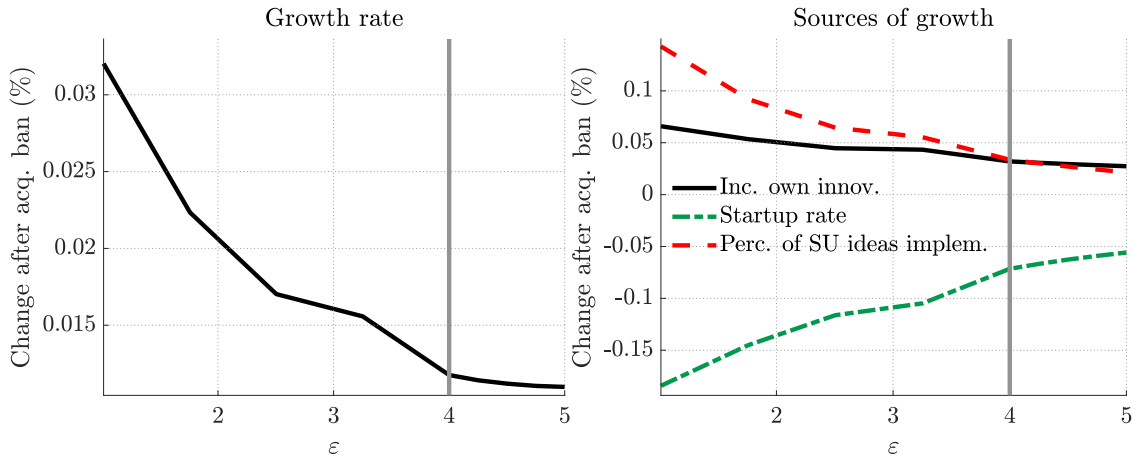 Growth rate
Change after acq. ban (%)
0.03
0.025
0.02
0.015
2
3
4
5
ε
Sources of growth
Change after acq. ban (%)
0.1
0.05
0
-0.05
-0.1
-0.15
Inc. own innov.
Startup rate
Perc. of SU ideas implem.
2
3
4
5
ε